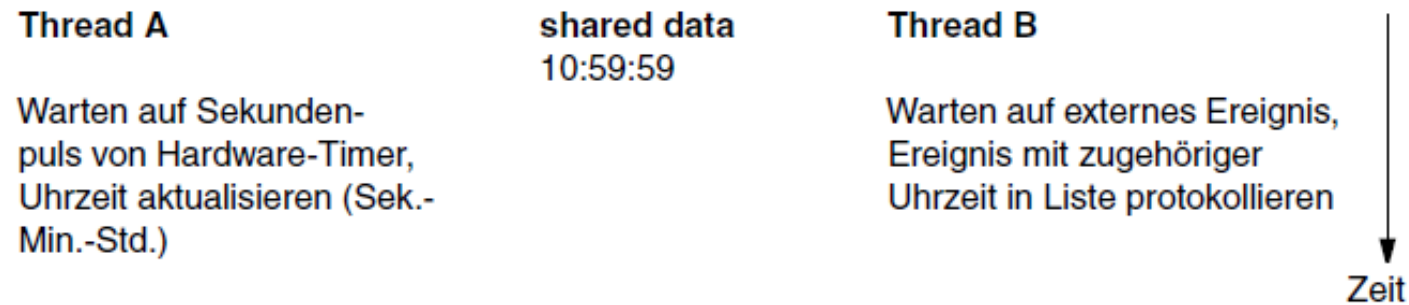 Thread A
shared data
Thread B
10:59:59
Warten auf Sekunden-
puls von Hardware-Timer,
Uhrzeit aktualisieren (Sek.-
Min.-Std.)
Warten auf externes Ereignis,
Ereignis mit zugehöriger
Uhrzeit in Liste protokollieren
Zeit